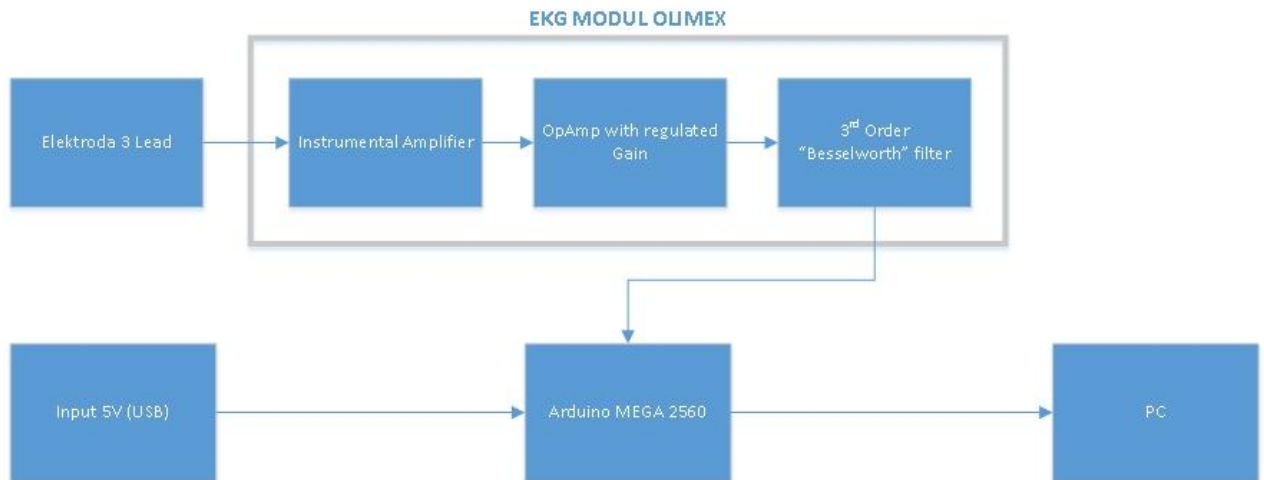 EKG MODUL OLIMEX
Elektroda 3 Lead
Instrumental Amplifier
OpAmp with regulated
Gain
3rd Order
"Besselworth" filter
Input 5V (USB)
Arduino MEGA 2560
PC